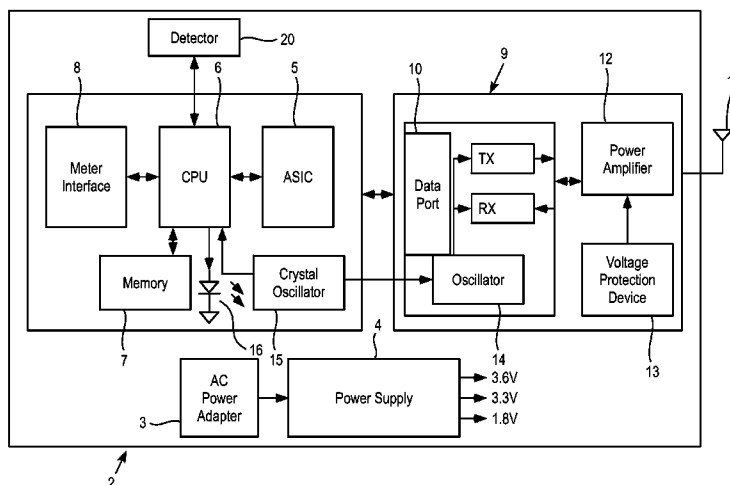 Detector
20
8
6
5
9
10
12
1
Meter
Interface
CPU
ASIC
Data
Port
TX
RX
Power
Amplifier
Memory
Crystal
Oscillator
Oscillator
Voltage
Protection
Device
7
16
15
4
14
13
AC
Power
Adapter
Power Supply
3.6V
3.3V
1.8V
3
2